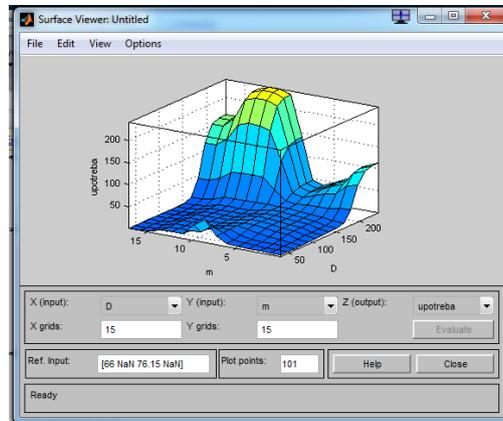 Surface Viewer: Untitled
File Edit View Options
upotreba
200
150
100
50
15
10
5
m
50
100
150
200
D
X (input): D Y (input): m Z (output): upotreba
X grids: 15 Y grids: 15 Evaluate
Ref. Input: [66 NaN 76.15 NaN] Plot points: 101 Help Close
Ready